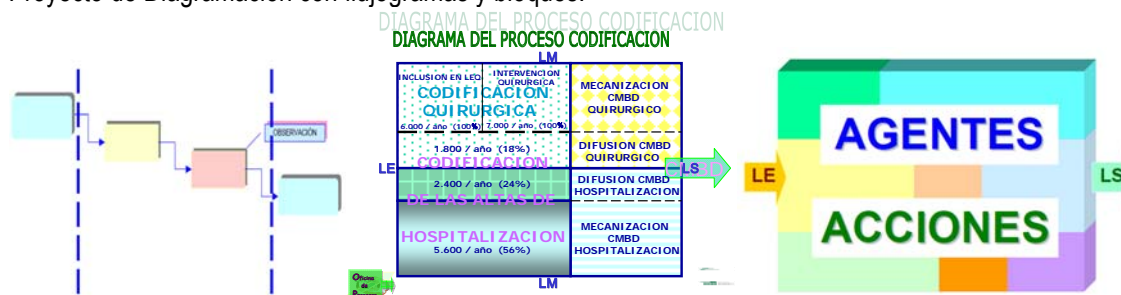 Proyecto de Diagramación con flujogramas y bloques.
DIAGRAMA DEL PROCESO CODIFICACION
DIAGRAMA DEL PROCESO CODIFICACION
OBSERVACIÓN
LM
INCLUSION EN LEQ
INTERVENCION
QUIRURGICA
CODIFICACION
QUIRURGICA
6.000 / año (100%)
7.000 / año (100%)
MECANIZACION
CMBD
QUIRURGICO
1.800 / año (18%)
CODIFICACION
DIFUSION CMBD
QUIRURGICO
LE
LS
2.400 / año (24%)
DE LAS ALTAS DE
DIFUSION CMBD
HOSPITALIZACION
HOSPITALIZACION
5.600 / año (56%)
MECANIZACION
CMBD
HOSPITALIZACION
LM
Oficina
de
AGENTES
LE
LS
ACCIONES